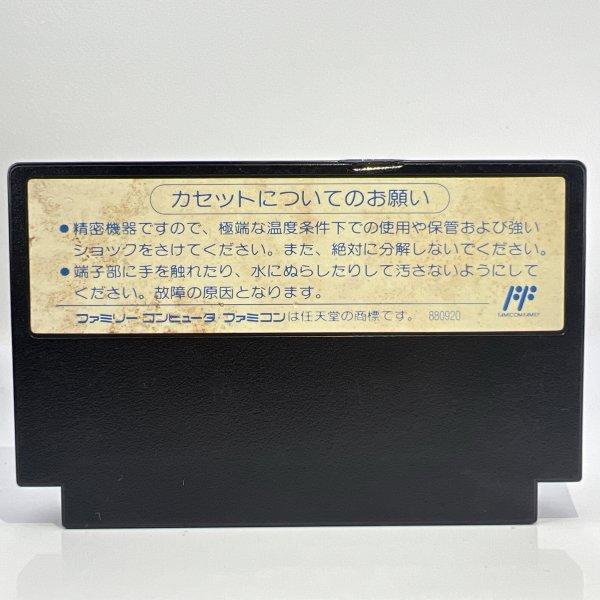 カセットについてのお願い
●精密機器ですので、極端な温度条件下での使用や保管および強い
ショックをさけてください。また、絶対に分解しないでください。
●端子部に手を触れたり、水にぬらしたりして汚さないようにして
ください。故障の原因となります。
ファミリーコンピュータ・ファミコンは任天堂の商標です。 880920
FF
FAMICOM FAMILY